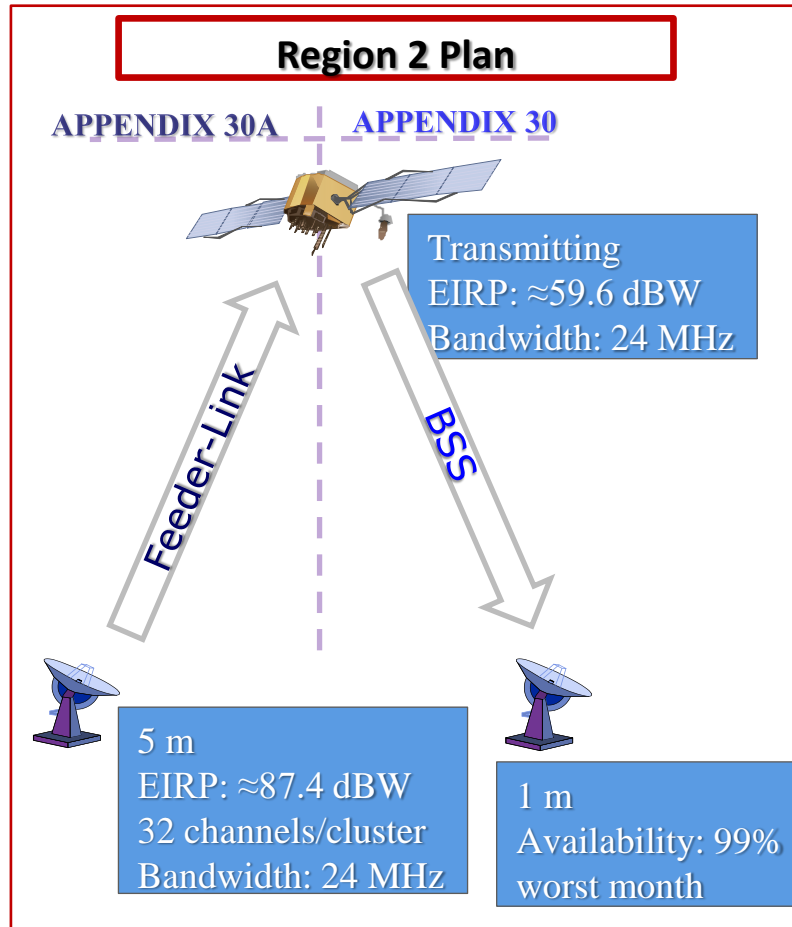 Region 2 Plan
APPENDIX 30A
APPENDIX 30
Transmitting
EIRP: ≈59.6 dBW
Bandwidth: 24 MHz
Feeder-Link
BSS
5 m
EIRP: ≈87.4 dBW
32 channels/cluster
Bandwidth: 24 MHz
1 m
Availability: 99%
worst month